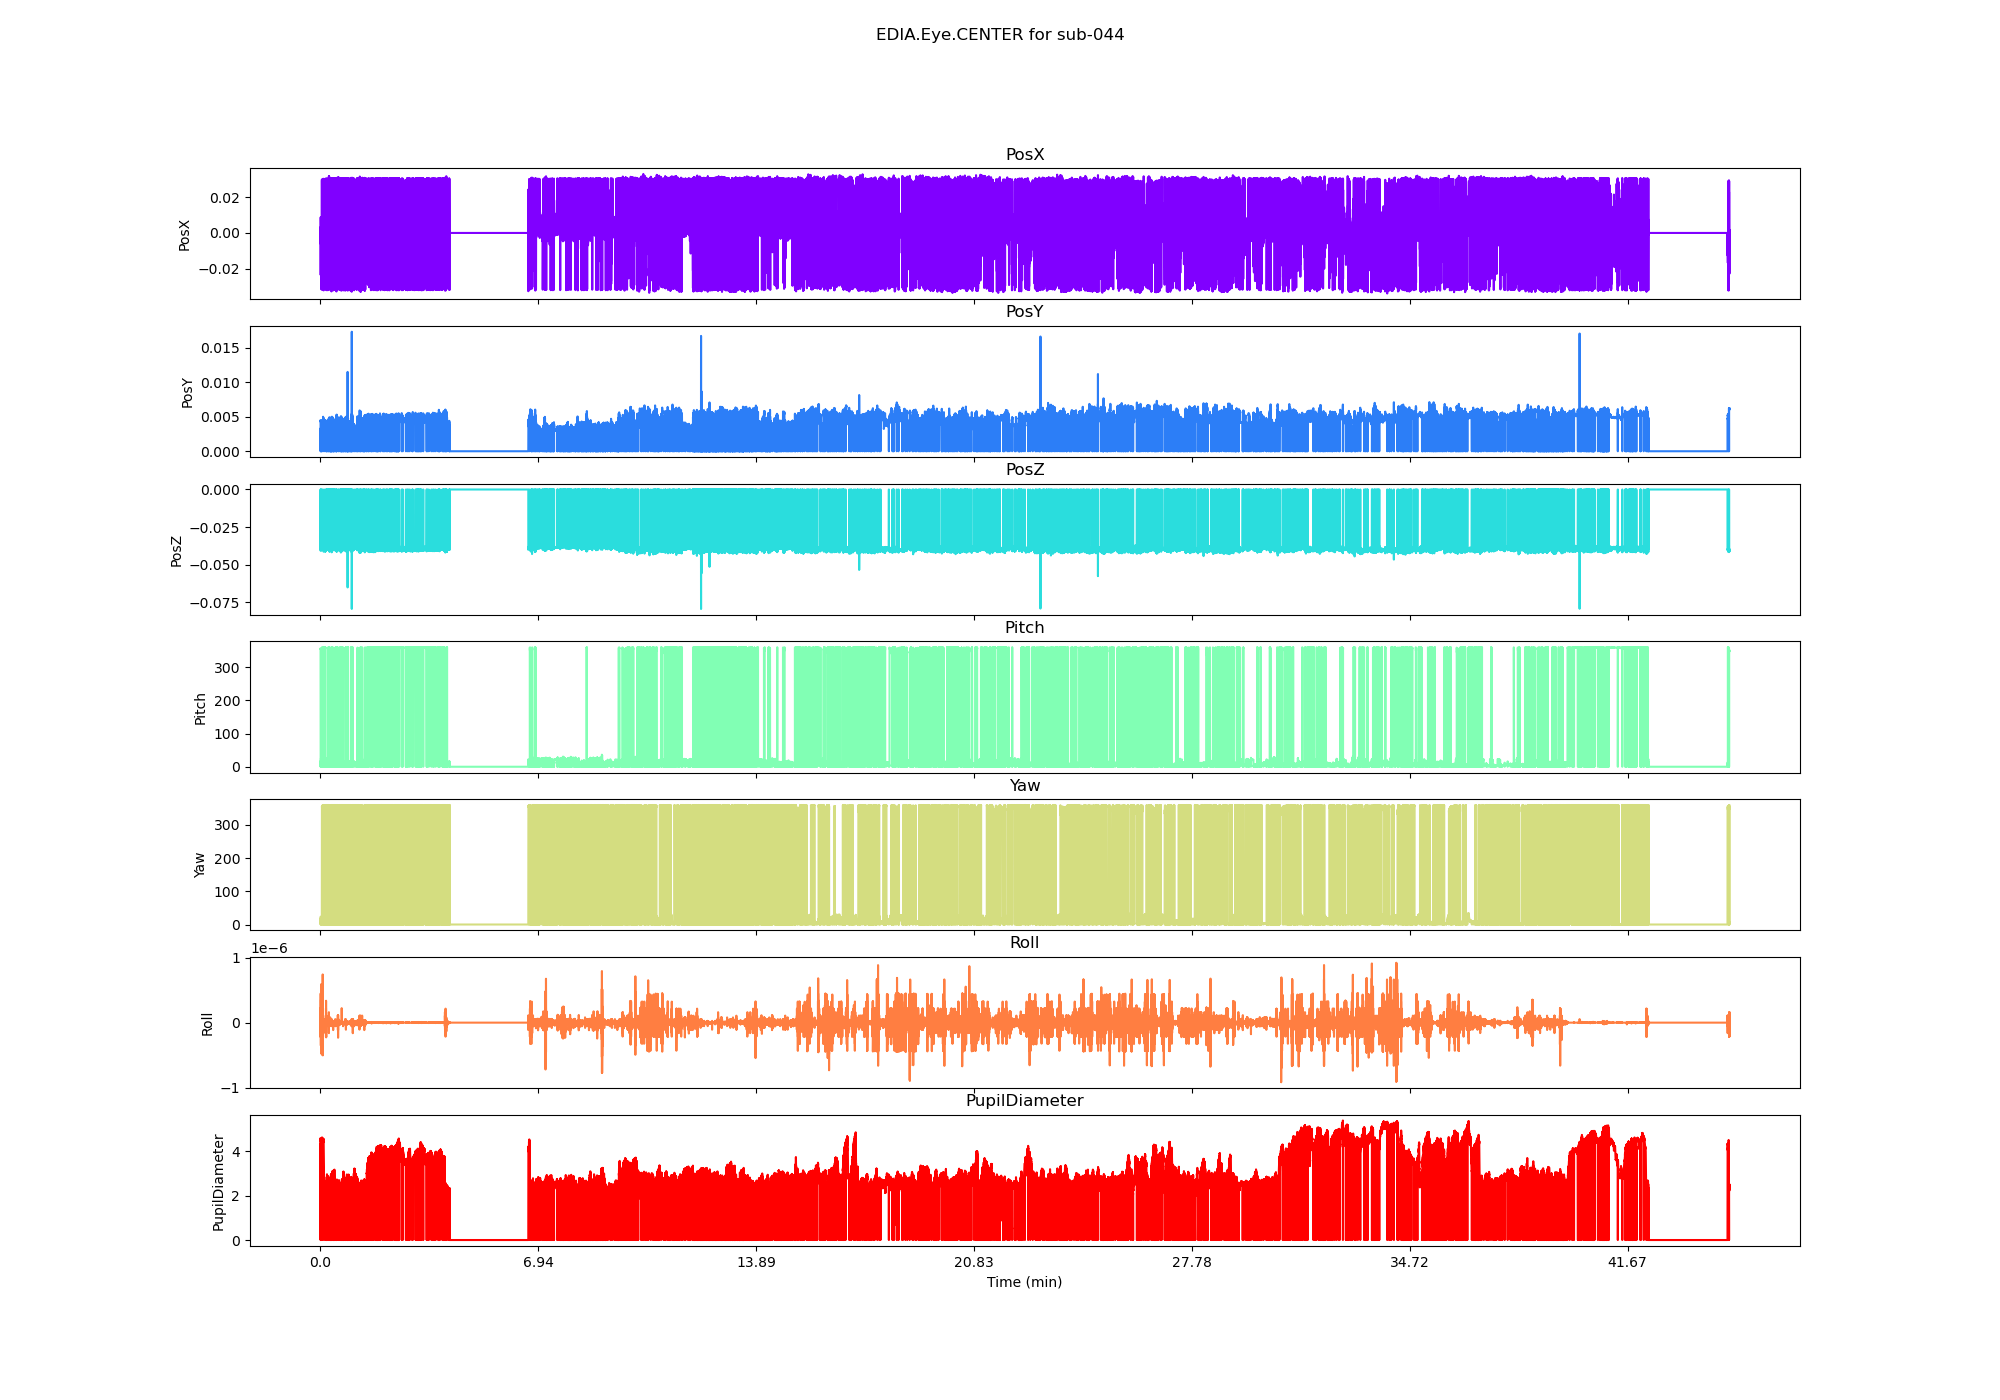 EDIA.Eye.CENTER for sub-044
PosX
0.02
0.00
−0.02
PosX
PosY
0.015
0.010
0.005
0.000
PosY
PosZ
0.000
−0.025
−0.050
−0.075
PosZ
Pitch
300
200
100
0
Pitch
Yaw
300
200
100
0
Yaw
1e−6
Roll
1
0
−1
Roll
PupilDiameter
4
2
0
PupilDiameter
0.0 6.94 13.89 20.83 27.78 34.72 41.67
Time (min)